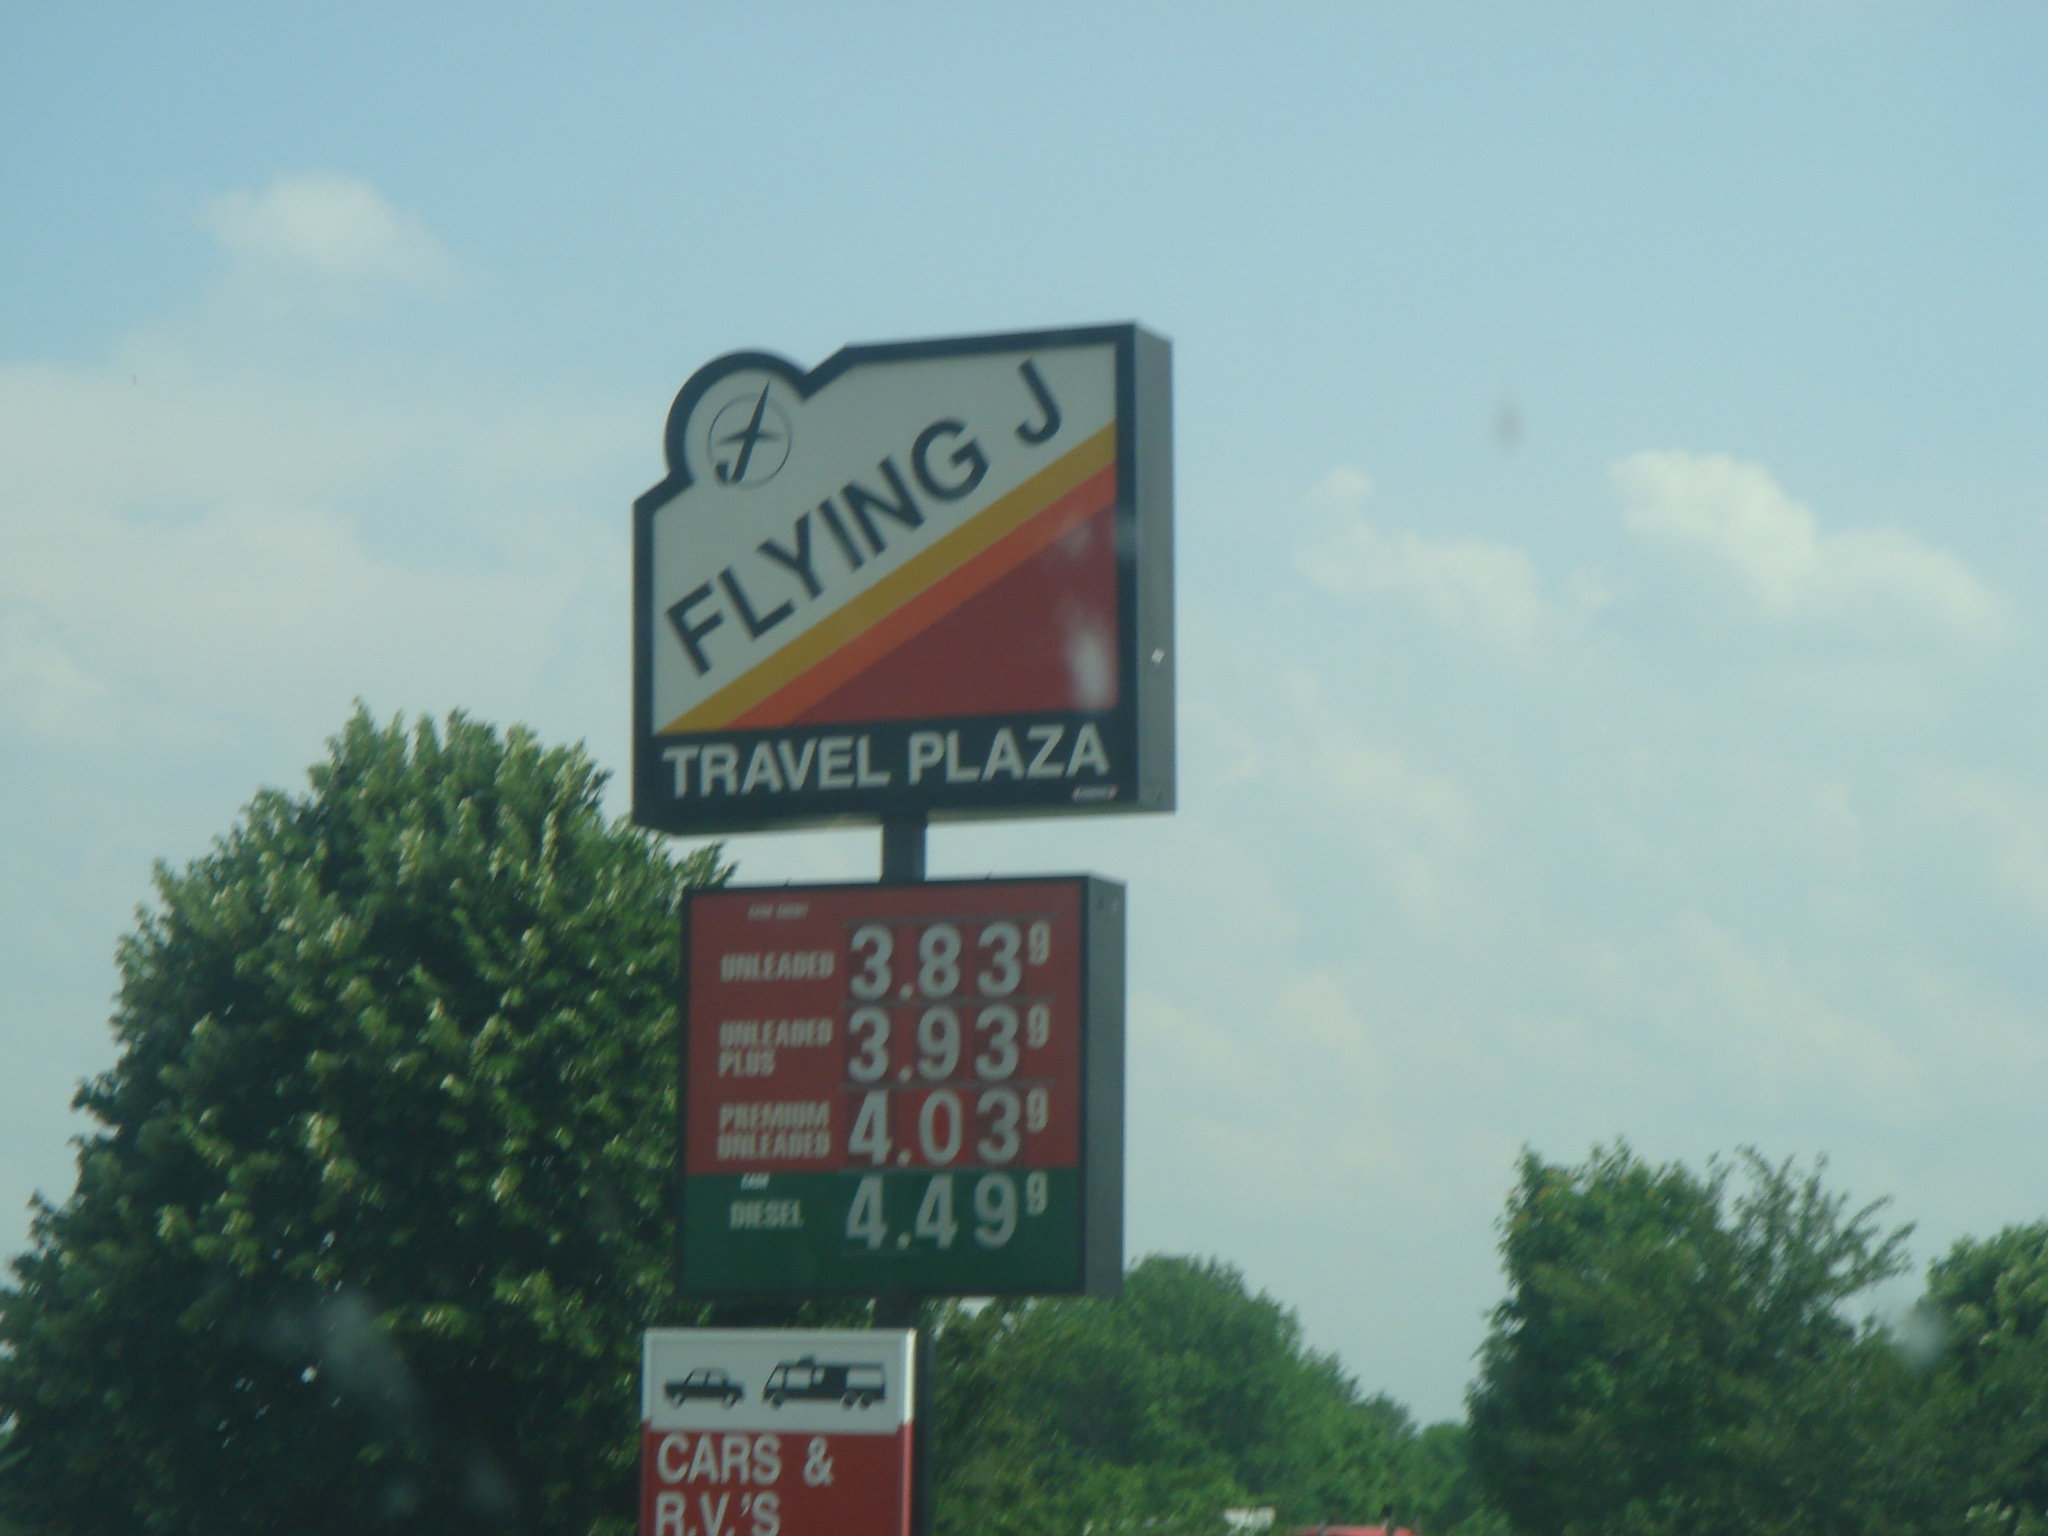 FLYING J
TRAVEL PLAZA
UNLEADED 3.83 9
UNLEADED PLUS 3.93 9
PREMIUM UNLEADED 4.03 9
DIESEL 4.49 9
CARS &
R.V.'S